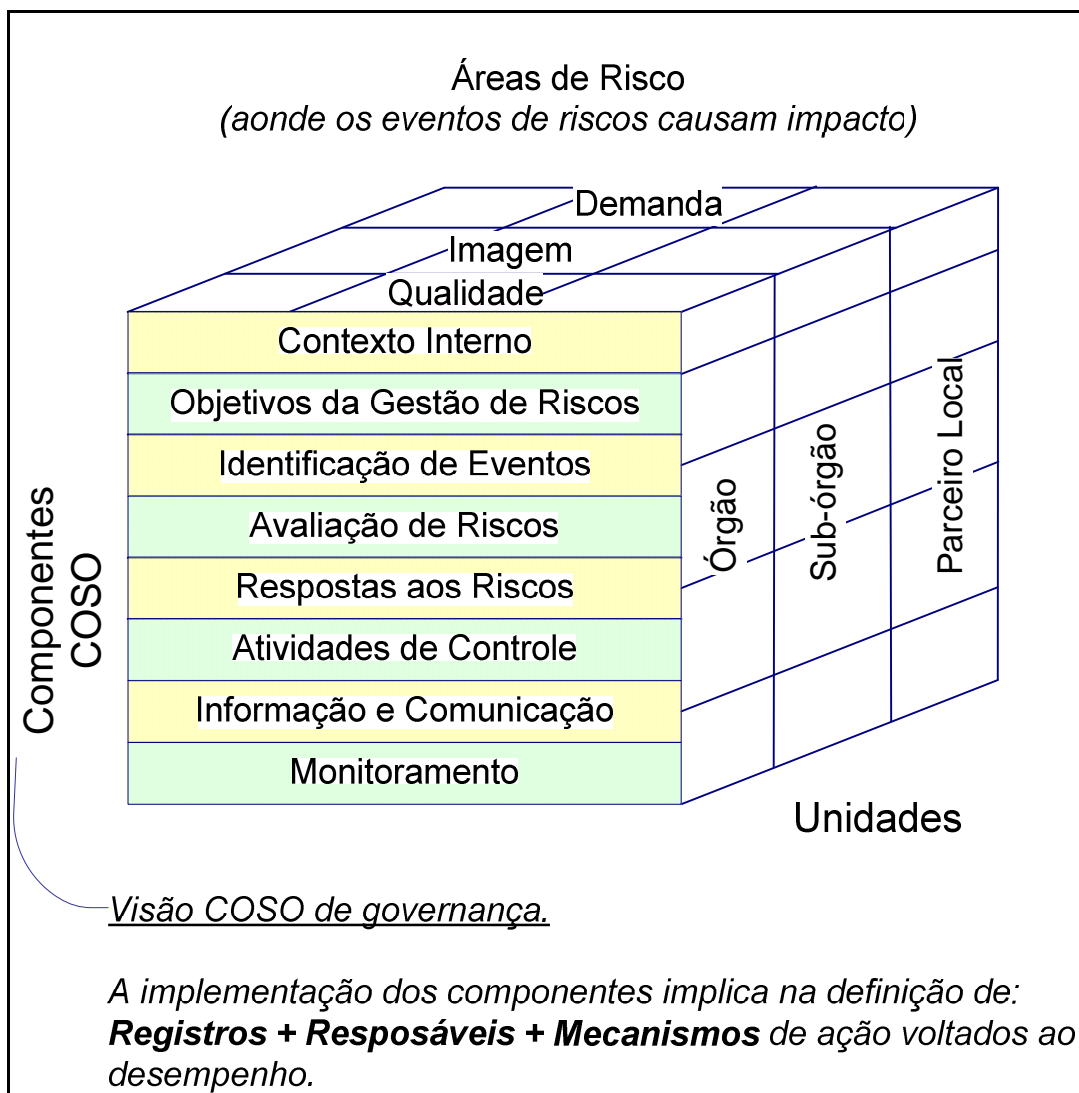 Áreas de Risco
(aonde os eventos de riscos causam impacto)
Demanda
Imagem
Qualidade
Contexto Interno
Objetivos da Gestão de Riscos
Identificação de Eventos
Avaliação de Riscos
Respostas aos Riscos
Atividades de Controle
Informação e Comunicação
Monitoramento
Componentes
COSO
Órgão
Sub-órgão
Parceiro Local
Unidades
Visão COSO de governança.
A implementação dos componentes implica na definição de:
Registros + Resposáveis + Mecanismos de ação voltados ao
desempenho.